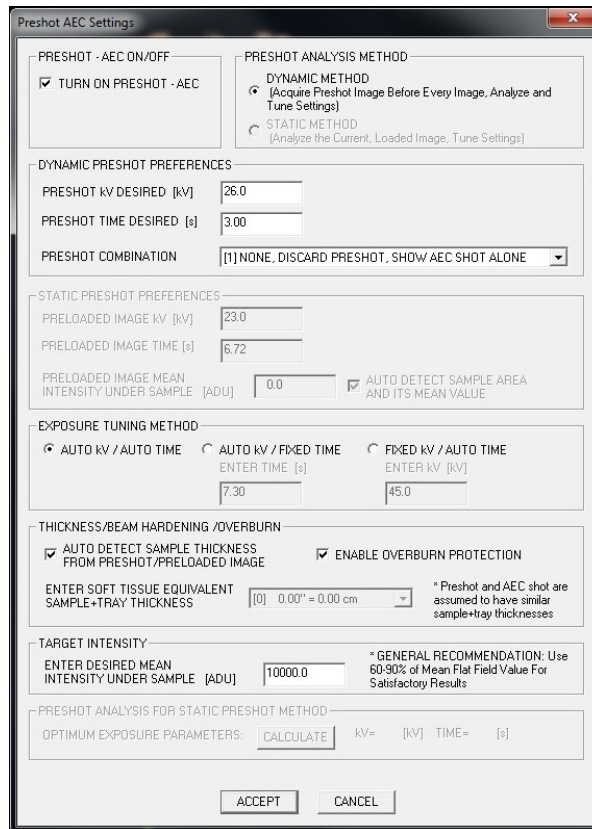 Preshot AEC Settings
PRESHOT - AEC ON/OFF
TURN ON PRESHOT - AEC
PRESHOT ANALYSIS METHOD
DYNAMIC METHOD
(Acquire Preshot Image Before Every Image, Analyze and
Tune Settings)
STATIC METHOD
(Analyze the Current, Loaded Image, Tune Settings)
DYNAMIC PRESHOT PREFERENCES
PRESHOT kV DESIRED [kV] 26.0
PRESHOT TIME DESIRED [s] 3.00
PRESHOT COMBINATION [1] NONE, DISCARD PRESHOT, SHOW AEC SHOT ALONE
STATIC PRESHOT PREFERENCES
PRELOADED IMAGE kV [kV] 23.0
PRELOADED IMAGE TIME [s] 6.72
PRELOADED IMAGE MEAN
INTENSITY UNDER SAMPLE [ADU] 0.0
AUTO DETECT SAMPLE AREA
AND ITS MEAN VALUE
EXPOSURE TUNING METHOD
AUTO kV / AUTO TIME AUTO kV / FIXED TIME FIXED kV / AUTO TIME
ENTER TIME [s] ENTER kV [kV]
7.30 45.0
THICKNESS/BEAM HARDENING /OVERBURN
AUTO DETECT SAMPLE THICKNESS
FROM PRESHOT/PRELOADED IMAGE
ENABLE OVERBURN PROTECTION
ENTER SOFT TISSUE EQUIVALENT
SAMPLE+TRAY THICKNESS
[0] 0.00" = 0.00 cm
* Preshot and AEC shot are
assumed to have similar
sample+tray thicknesses
TARGET INTENSITY
ENTER DESIRED MEAN
INTENSITY UNDER SAMPLE [ADU]
10000.0
* GENERAL RECOMMENDATION: Use
60-90% of Mean Flat Field Value For
Satisfactory Results
PRESHOT ANALYSIS FOR STATIC PRESHOT METHOD
OPTIMUM EXPOSURE PARAMETERS: CALCULATE kV= [kV] TIME= [s]
ACCEPT CANCEL